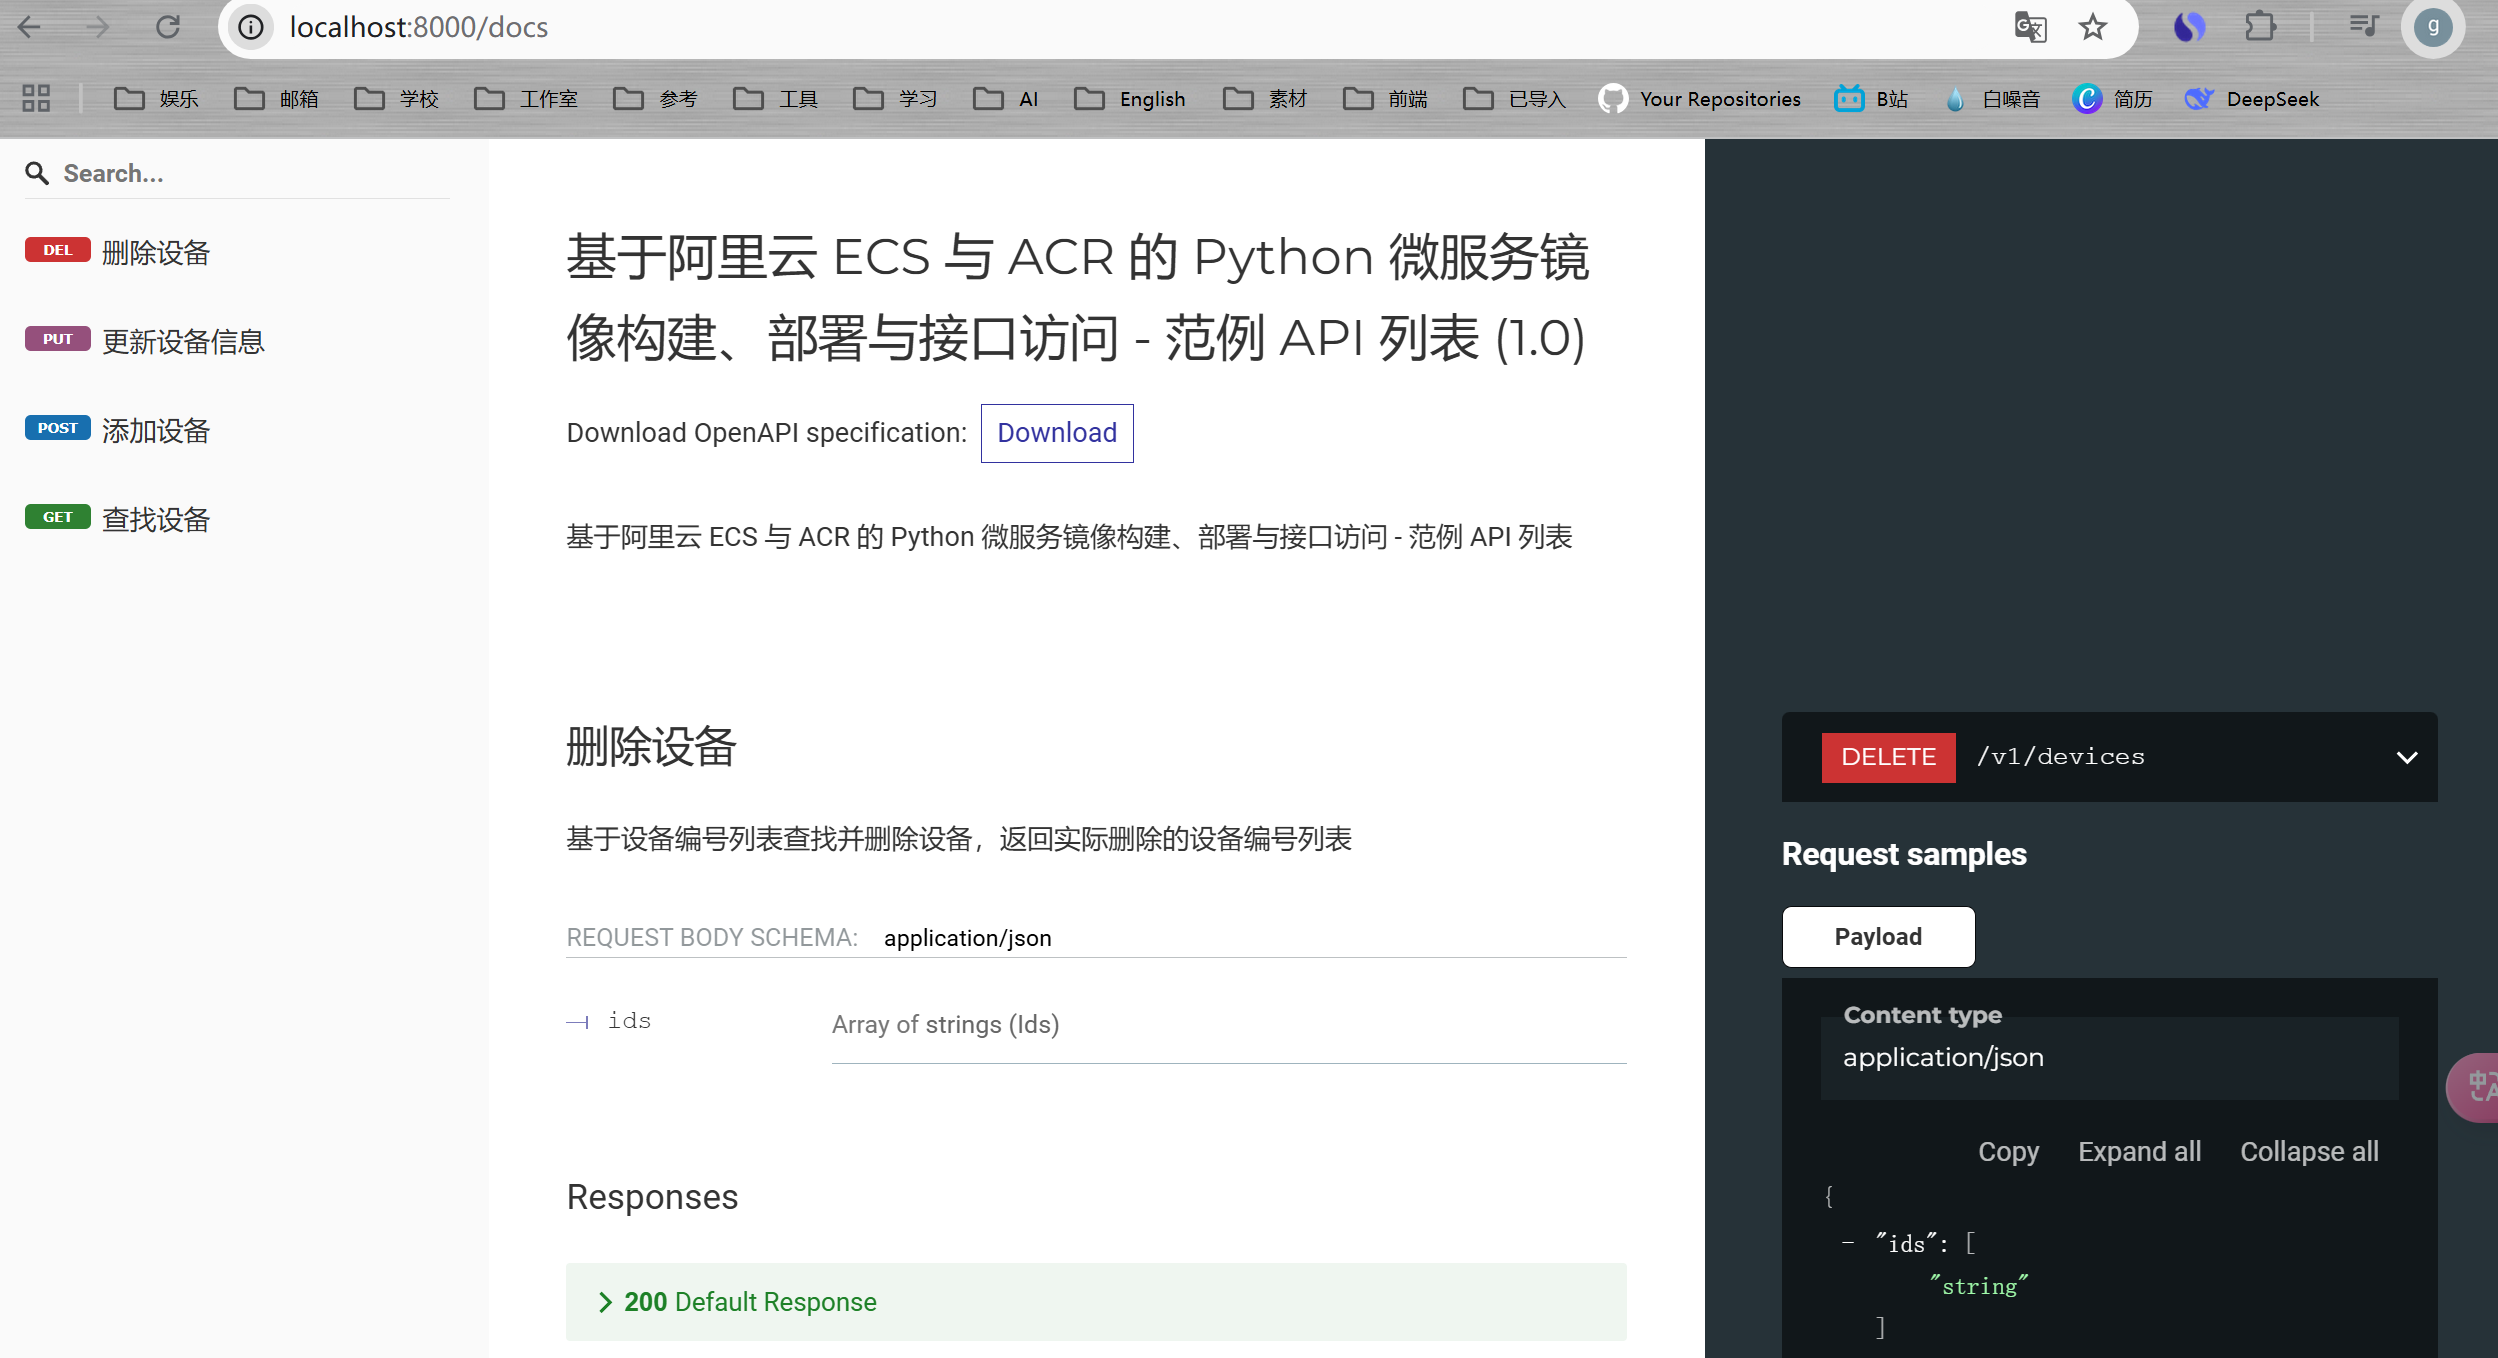 localhost:8000/docs
g
娱乐 邮箱 学校 工作室 参考 工具 学习 AI English 素材 前端 已导入 Your Repositories B站 白噪音 简历 DeepSeek
Search...
DEL 删除设备
PUT 更新设备信息
POST 添加设备
GET 查找设备
基于阿里云 ECS 与 ACR 的 Python 微服务镜
像构建、部署与接口访问 - 范例 API 列表 (1.0)
Download OpenAPI specification: Download
基于阿里云 ECS 与 ACR 的 Python 微服务镜像构建、部署与接口访问 - 范例 API 列表
删除设备
基于设备编号列表查找并删除设备，返回实际删除的设备编号列表
REQUEST BODY SCHEMA: application/json
ids Array of strings (Ids)
Responses
200 Default Response
DELETE /v1/devices
Request samples
Payload
Content type
application/json
Copy Expand all Collapse all
{
- "ids": [
"string"
]